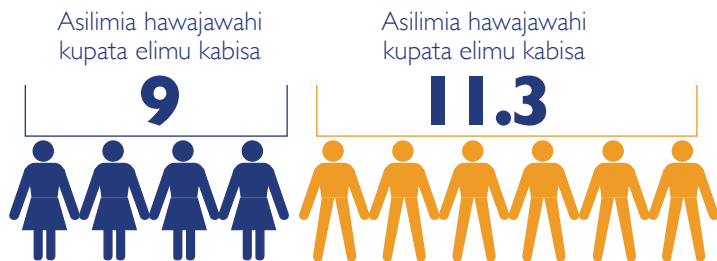 Asilimia hawajawahi
kupata elimu kabisa
9
Asilimia hawajawahi
kupata elimu kabisa
11.3